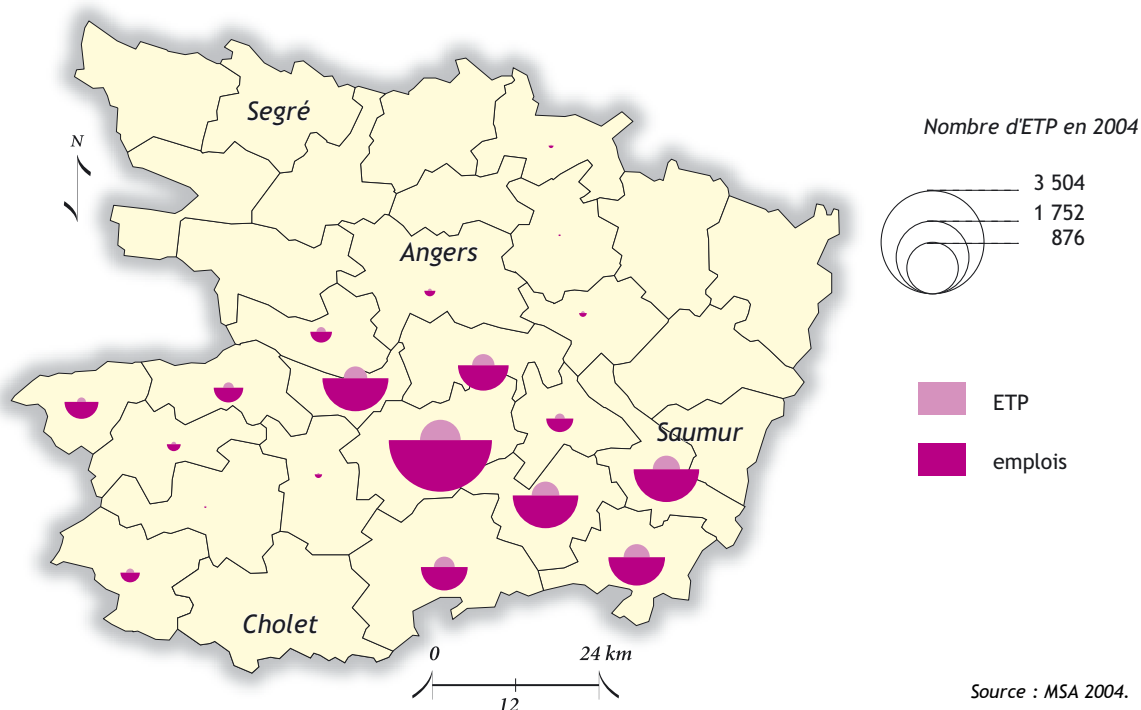 Segré
N
Nombre d'ETP en 2004
3 504
1 752
876
Angers
ETP
Saumur
emplois
Cholet
0 24 km
12
Source : MSA 2004.